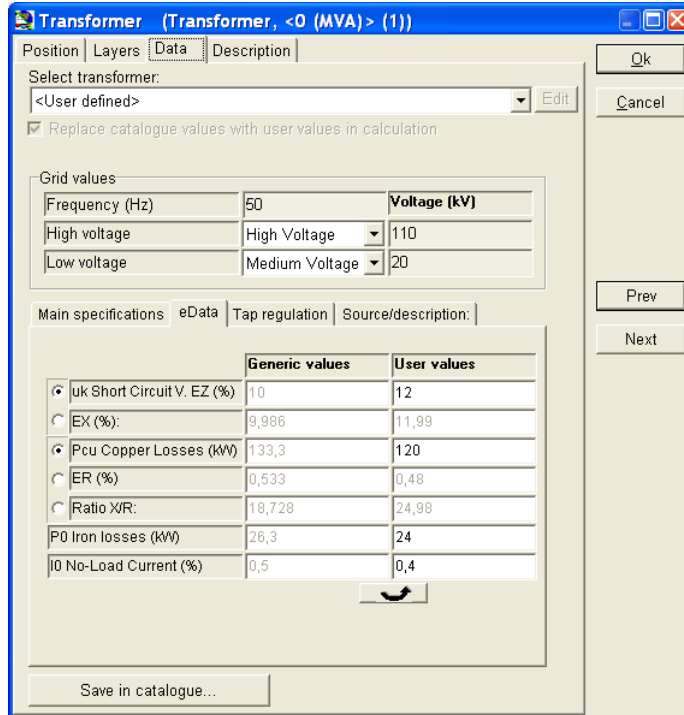 Transformer (Transformer, <0 (MVA)> (1))
Position Layers Data Description
Ok
Select transformer:
<User defined> Edit
Cancel
Replace catalogue values with user values in calculation
Grid values
Frequency (Hz) 50 Voltage (kV)
High voltage High Voltage 110
Low voltage Medium Voltage 20
Prev
Main specifications eData Tap regulation Source/description:
Next
Generic values User values
uk Short Circuit V. EZ (%) 10 12
EX (%): 9,986 11,99
Pcu Copper Losses (kW) 133,3 120
ER (%) 0,533 0,48
Ratio X/R: 18,728 24,98
P0 Iron losses (kW) 26,3 24
I0 No-Load Current (%) 0,5 0,4
Save in catalogue...